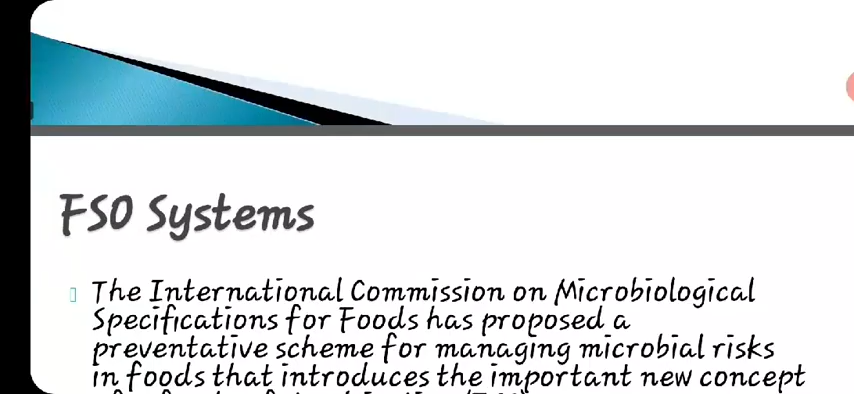 FSO Systems
The International Commission on Microbiological
Specifications for Foods has proposed a
preventative scheme for managing microbial risks
in foods that introduces the important new concept